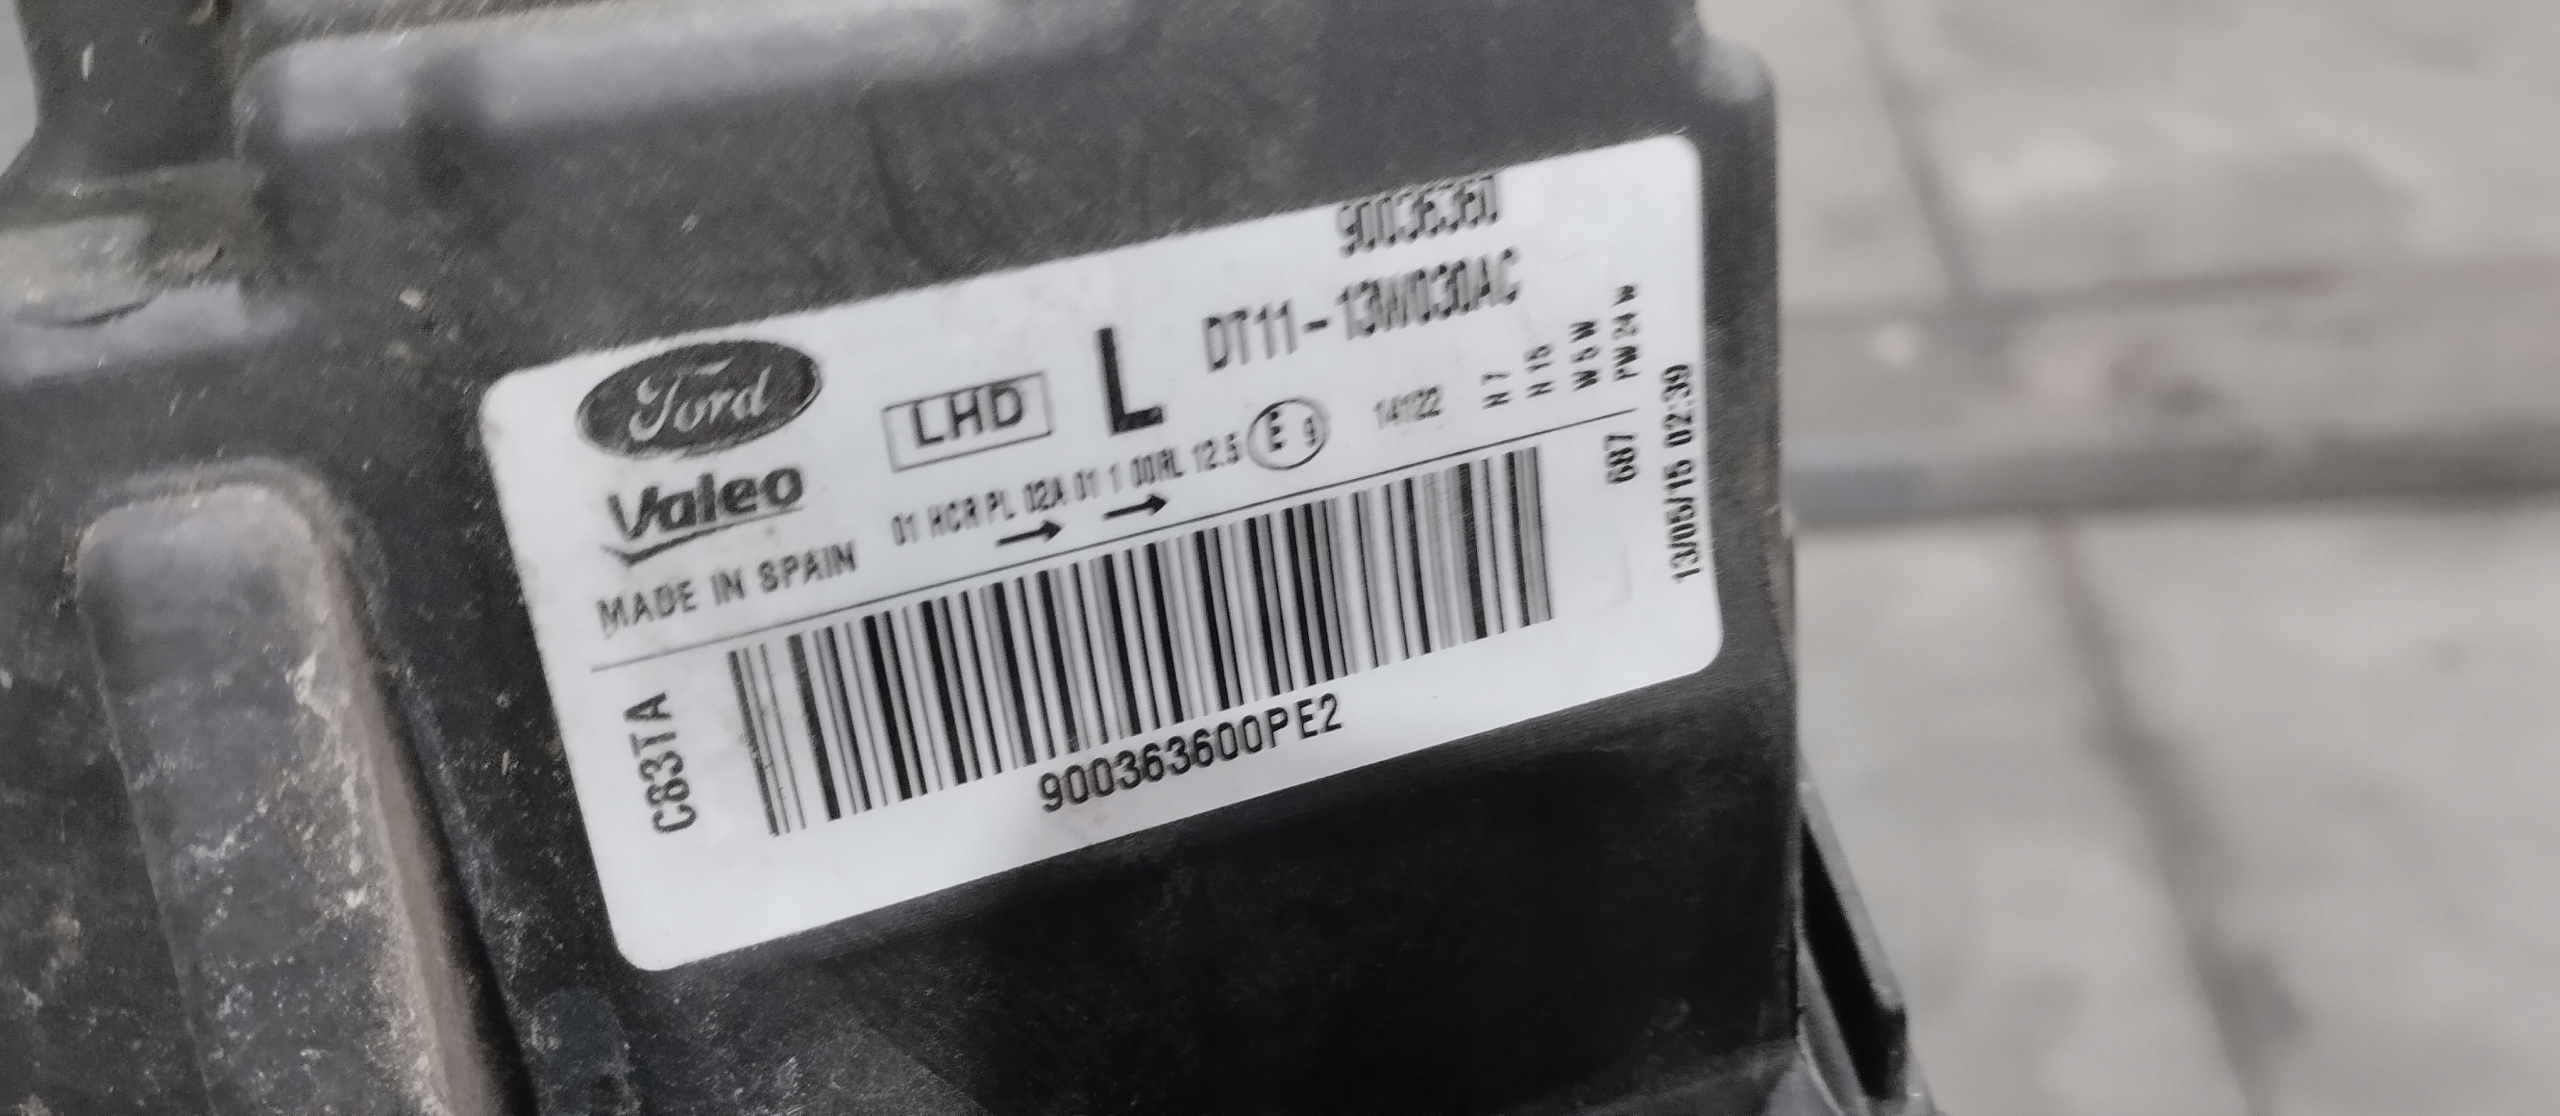 90036360
Ford
LHD
L
DT11-13W030AC
Valeo
01 HCR PL 02A 01 1 00RL 12.5
E 9
14122
H 7
H 15
W 5 W
PW 24 W
MADE IN SPAIN
687
13/05/15 02:39
C83TA
900363600PE2